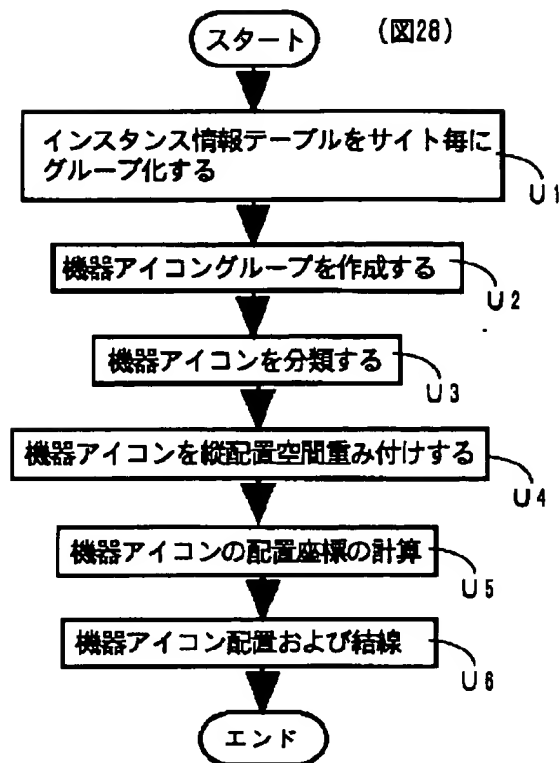 (図28)
スタート
インスタンス情報テーブルをサイト毎に
グループ化する
U1
機器アイコングループを作成する
U2
機器アイコンを分類する
U3
機器アイコンを縦配置空間重み付けする
U4
機器アイコンの配置座標の計算
U5
機器アイコン配置および結線
U6
エンド